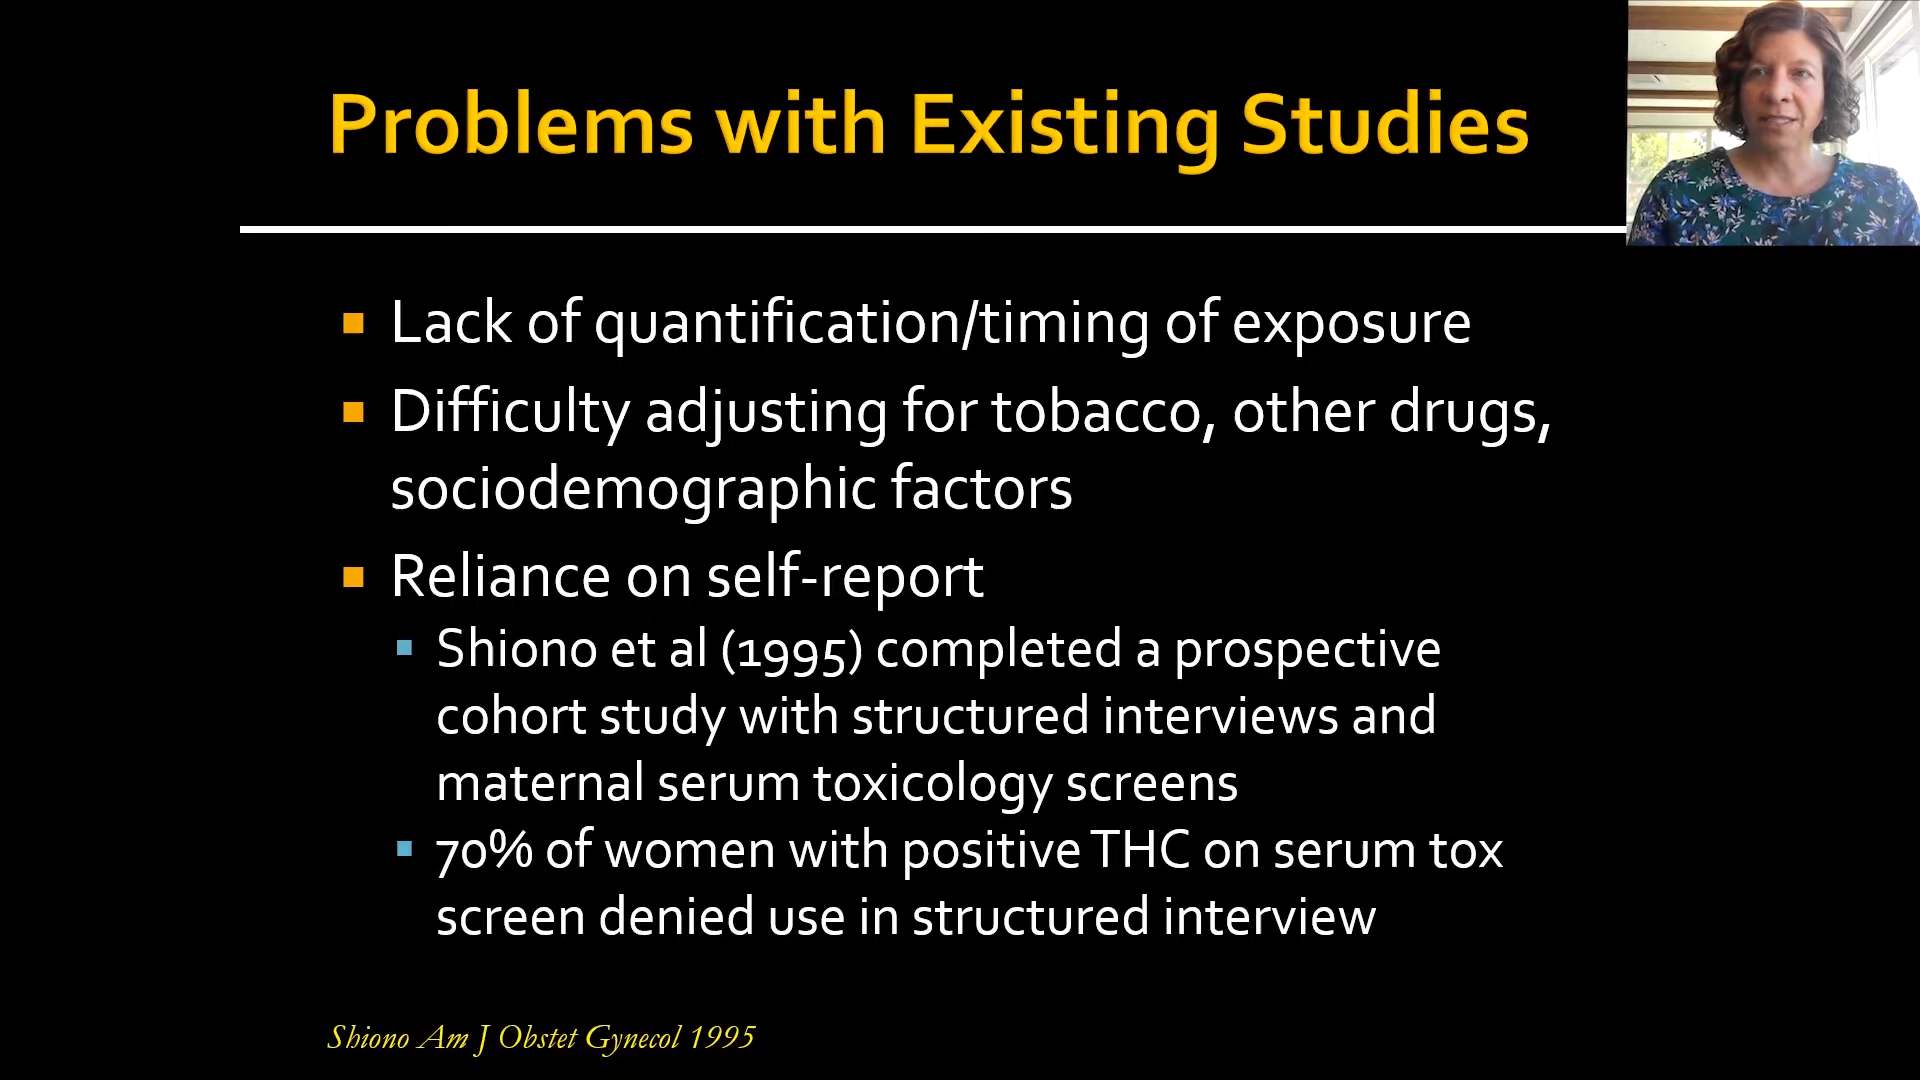 Problems with Existing Studies
Lack of quantification/timing of exposure
Difficulty adjusting for tobacco, other drugs,
sociodemographic factors
Reliance on self-report
Shiono et al (1995) completed a prospective
cohort study with structured interviews and
maternal serum toxicology screens
70% of women with positive THC on serum tox
screen denied use in structured interview
Shiono Am J Obstet Gynecol 1995